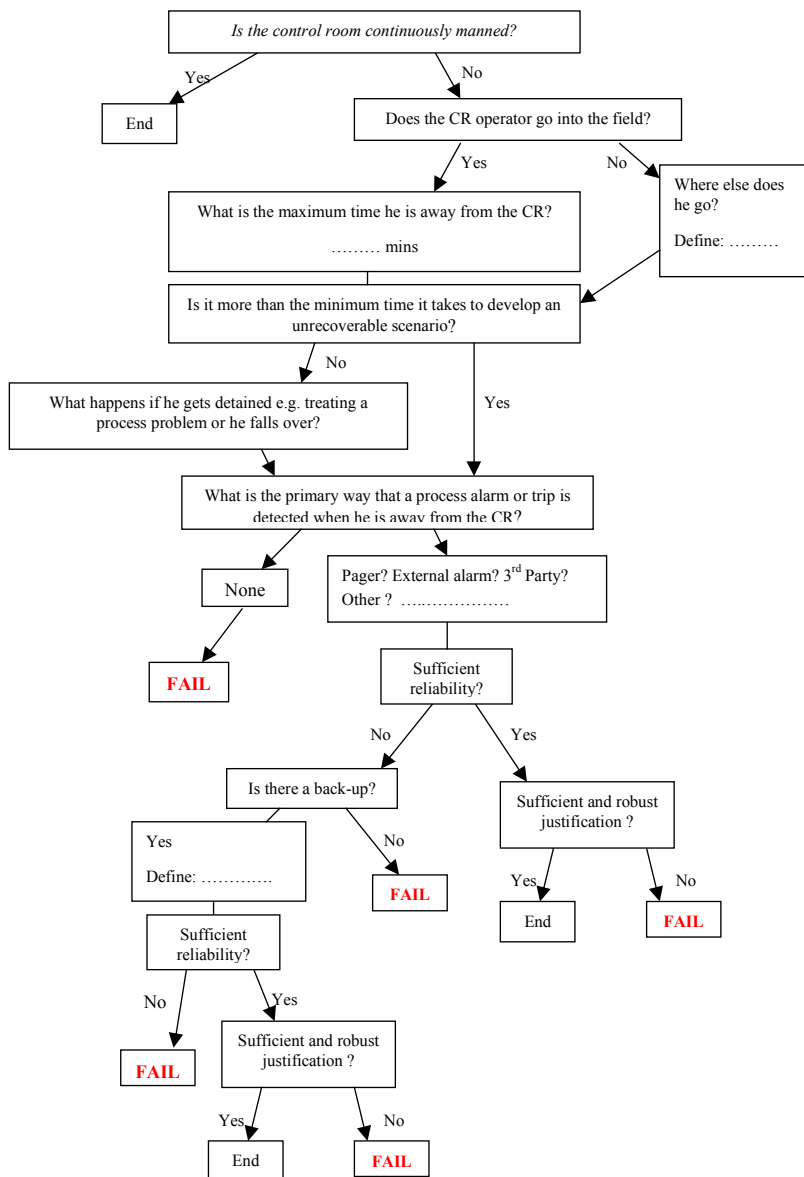 Is the control room continuously manned?
Yes
No
End
Does the CR operator go into the field?
Yes
No
Where else does
he go?
Define: ………
What is the maximum time he is away from the CR?
……… mins
Is it more than the minimum time it takes to develop an
unrecoverable scenario?
No
Yes
What happens if he gets detained e.g. treating a
process problem or he falls over?
What is the primary way that a process alarm or trip is
detected when he is away from the CR?
None
Pager? External alarm? 3rd Party?
Other ? …..……………
FAIL
Sufficient
reliability?
No
Yes
Is there a back-up?
Sufficient and robust
justification ?
Yes
Define: ………….
No
FAIL
Yes
No
End
FAIL
Sufficient
reliability?
No
Yes
FAIL
Sufficient and robust
justification ?
Yes
No
End
FAIL